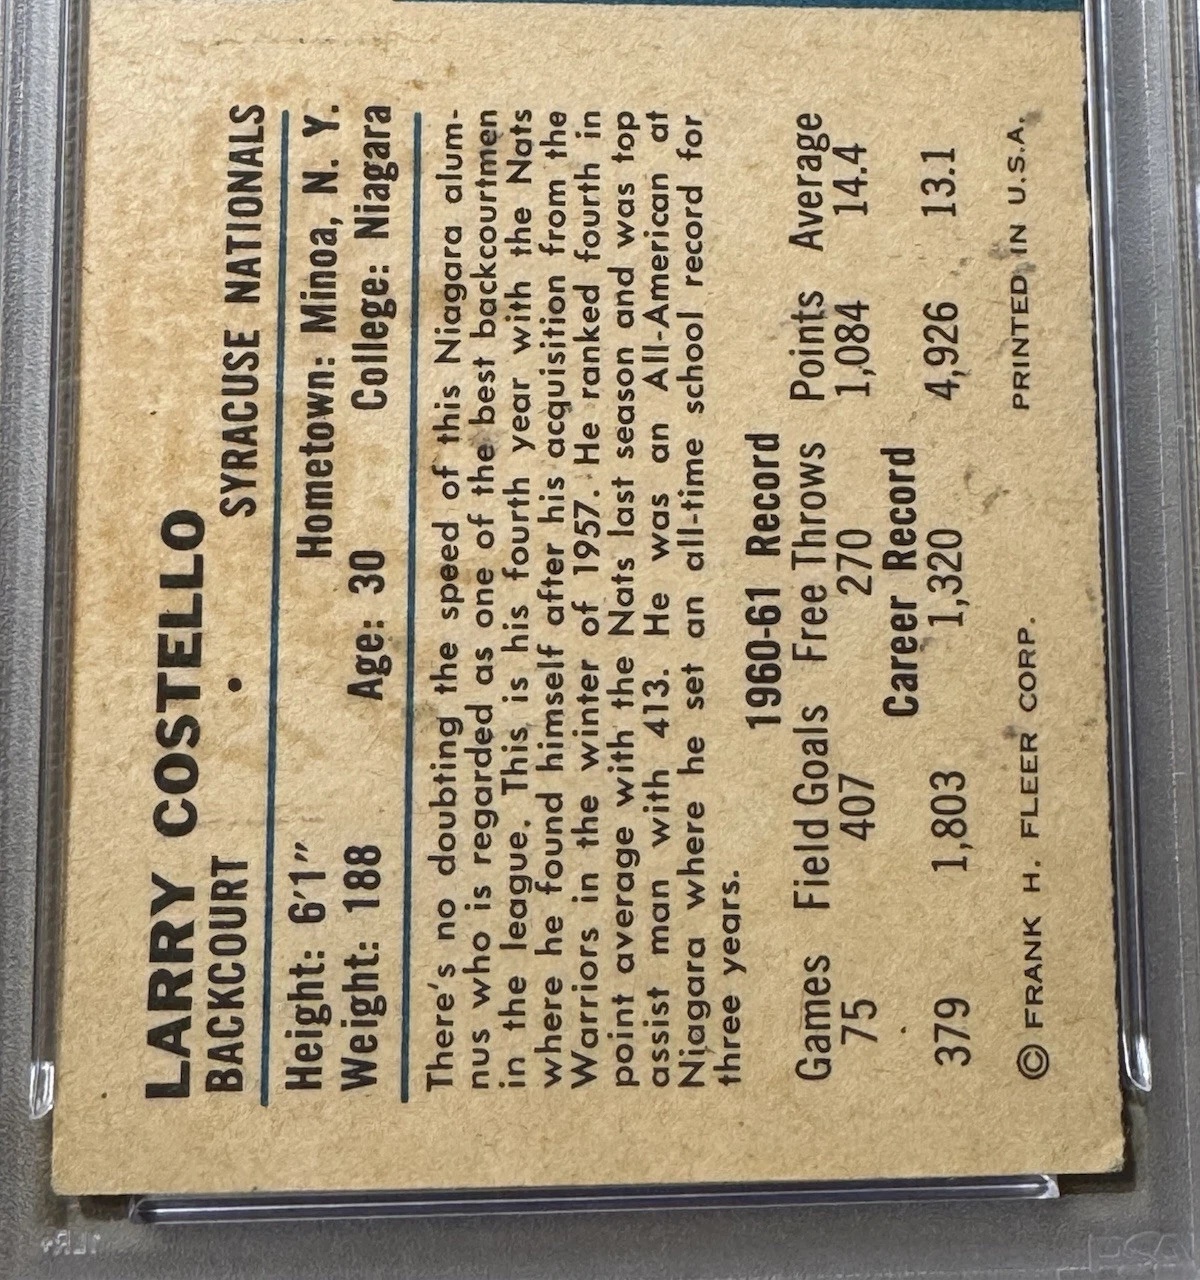 LARRY COSTELLO
BACKCOURT • SYRACUSE NATIONALS
Height: 6'1" Hometown: Minoa, N. Y.
Weight: 188 Age: 30 College: Niagara
There's no doubting the speed of this Niagara alum-
nus who is regarded as one of the best backcourtmen
in the league. This is his fourth year with the Nats
where he found himself after his acquisition from the
Warriors in the winter of 1957. He ranked fourth in
point average with the Nats last season and was top
assist man with 413. He was an All-American at
Niagara where he set an all-time school record for
three years.
1960-61 Record
Games Field Goals Free Throws Points Average
75 407 270 1,084 14.4
Career Record
379 1,803 1,320 4,926 13.1
© FRANK H. FLEER CORP. PRINTED IN U.S.A.
PSA